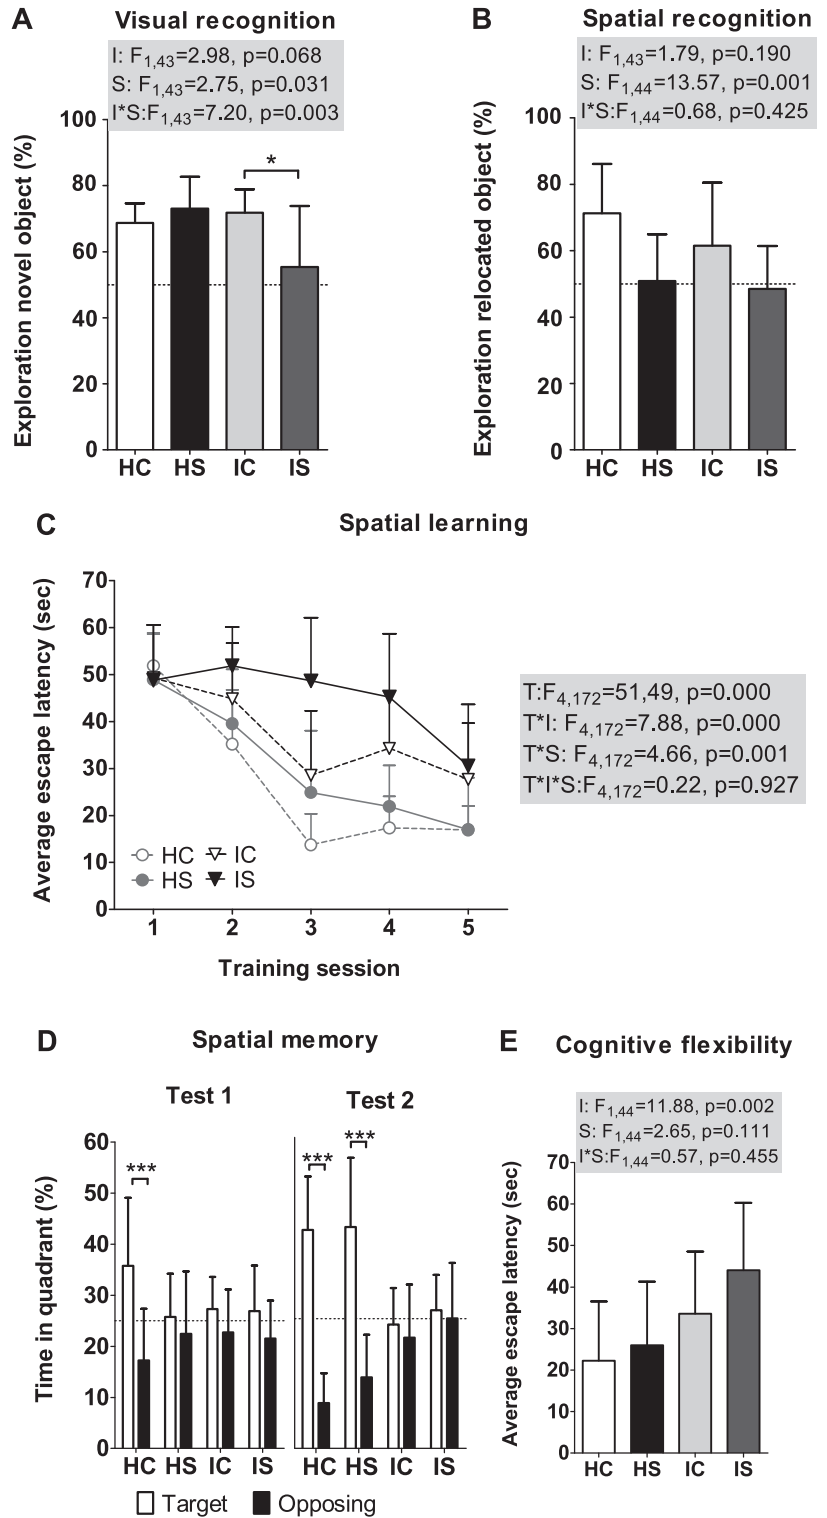 A
Visual recognition
I: F1,43=2.98, p=0.068
S: F1,43=2.75, p=0.031
I*S:F1,43=7.20, p=0.003
Exploration novel object (%)
100
80
60
40
20
0
*
HC HS IC IS
B
Spatial recognition
I: F1,43=1.79, p=0.190
S: F1,44=13.57, p=0.001
I*S:F1,44=0.68, p=0.425
Exploration relocated object (%)
100
80
60
40
20
0
HC HS IC IS
C
Spatial learning
Average escape latency (sec)
70
60
50
40
30
20
10
0
HC IC
HS IS
1 2 3 4 5
Training session
T:F4,172=51,49, p=0.000
T*I: F4,172=7.88, p=0.000
T*S: F4,172=4.66, p=0.001
T*I*S:F4,172=0.22, p=0.927
D
Spatial memory
Test 1
Test 2
Time in quadrant (%)
60
50
40
30
20
10
0
***
***
***
HC HS IC IS
HC HS IC IS
Target Opposing
E
Cognitive flexibility
I: F1,44=11.88, p=0.002
S: F1,44=2.65, p=0.111
I*S:F1,44=0.57, p=0.455
Average escape latency (sec)
70
60
50
40
30
20
10
0
HC HS IC IS